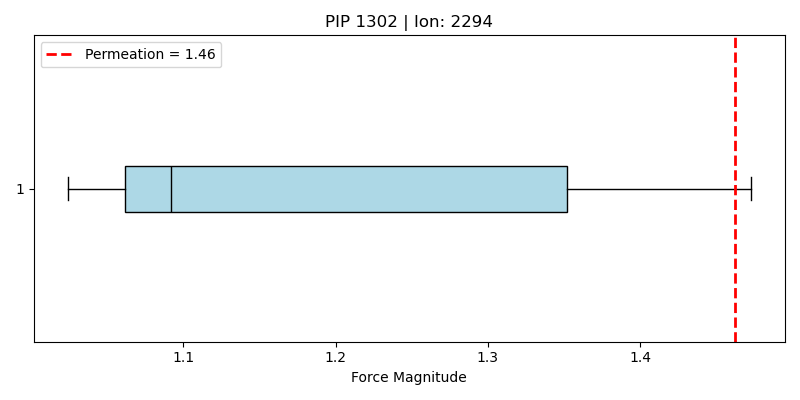 PIP 1302 | Ion: 2294
Permeation = 1.46
1
1.1 1.2 1.3 1.4
Force Magnitude